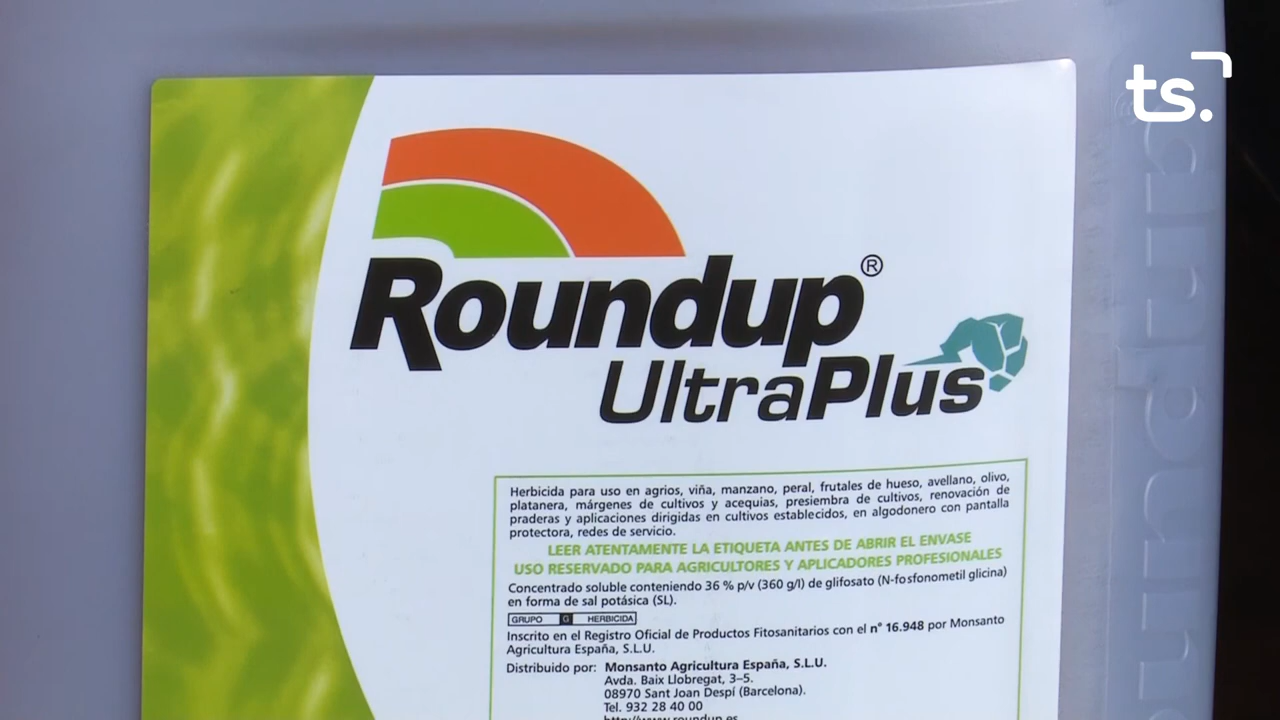 ts.
Roundup®
UltraPlus
Herbicida para uso en agrios, viña, manzano, peral, frutales de hueso, avellano, olivo,
platanera, márgenes de cultivos y acequias, presiembra de cultivos, renovación de
praderas y aplicaciones dirigidas en cultivos establecidos, en algodonero con pantalla
protectora, redes de servicio.
LEER ATENTAMENTE LA ETIQUETA ANTES DE ABRIR EL ENVASE
USO RESERVADO PARA AGRICULTORES Y APLICADORES PROFESIONALES
Concentrado soluble conteniendo 36 % p/v (360 g/l) de glifosato (N-fosfonometil glicina)
en forma de sal potásica (SL).
GRUPO G HERBICIDA
Inscrito en el Registro Oficial de Productos Fitosanitarios con el n° 16.948 por Monsanto
Agricultura España, S.L.U.
Distribuido por: Monsanto Agricultura España, S.L.U.
Avda. Baix Llobregat, 3–5.
08970 Sant Joan Despí (Barcelona).
Tel. 932 28 40 00
http://www.roundup.es